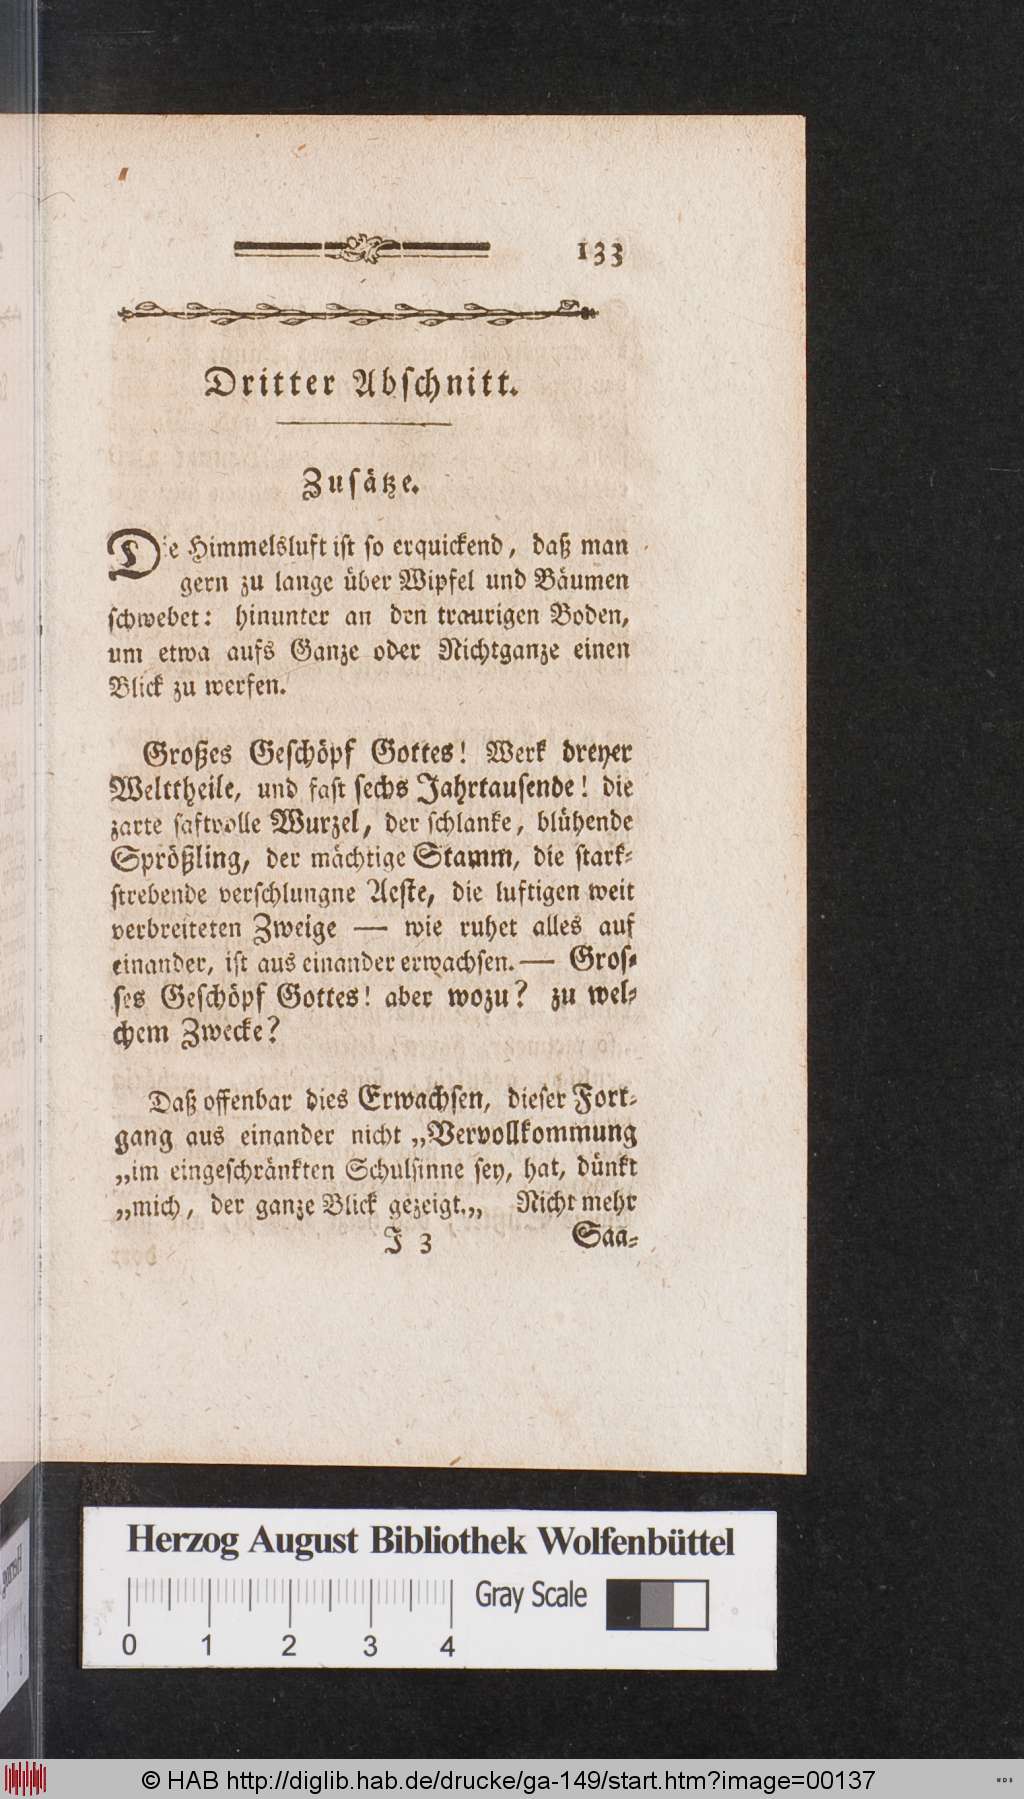 133
Dritter Abschnitt.
Zusätze.
Die Himmelsluft ist so erquickend, daß man
gern zu lange über Wipfel und Bäumen
schwebet: hinunter an den traurigen Boden,
um etwa aufs Ganze oder Nichtganze einen
Blick zu werfen.
Großes Geschöpf Gottes! Werk dreyer
Welttheile, und fast sechs Jahrtausende! die
zarte saftvolle Wurzel, der schlanke, blühende
Sprößling, der mächtige Stamm, die stark-
strebende verschlungne Aeste, die luftigen weit
verbreiteten Zweige — wie ruhet alles auf
einander, ist aus einander erwachsen. — Gros-
ses Geschöpf Gottes! aber wozu? zu wel-
chem Zwecke?
Daß offenbar dies Erwachsen, dieser Fort-
gang aus einander nicht „Vervollkommung
„im eingeschränkten Schulsinne sey, hat, dünkt
„mich, der ganze Blick gezeigt.„ Nicht mehr
J 3 Saa-
Herzog August Bibliothek Wolfenbüttel
Gray Scale
0 1 2 3 4
© HAB http://diglib.hab.de/drucke/ga-149/start.htm?image=00137